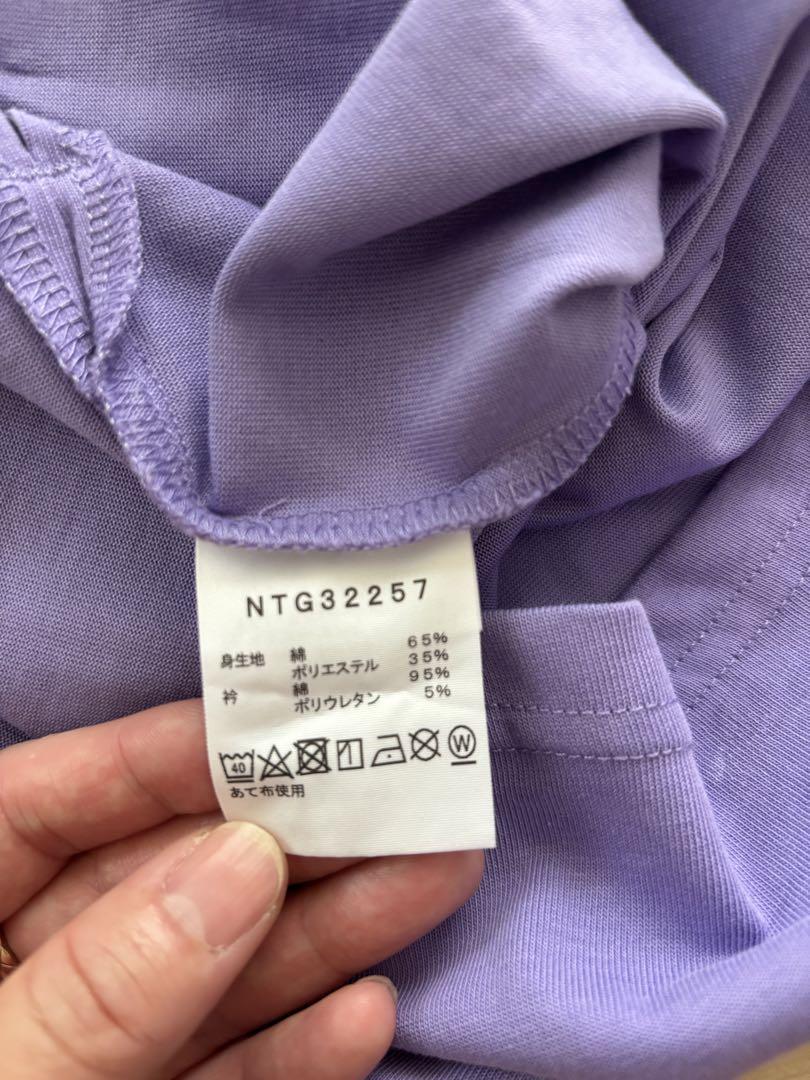 NTG32257
身生地 綿 65%
ポリエステル 35%
衿 綿 95%
ポリウレタン 5%
40 W
あて布使用